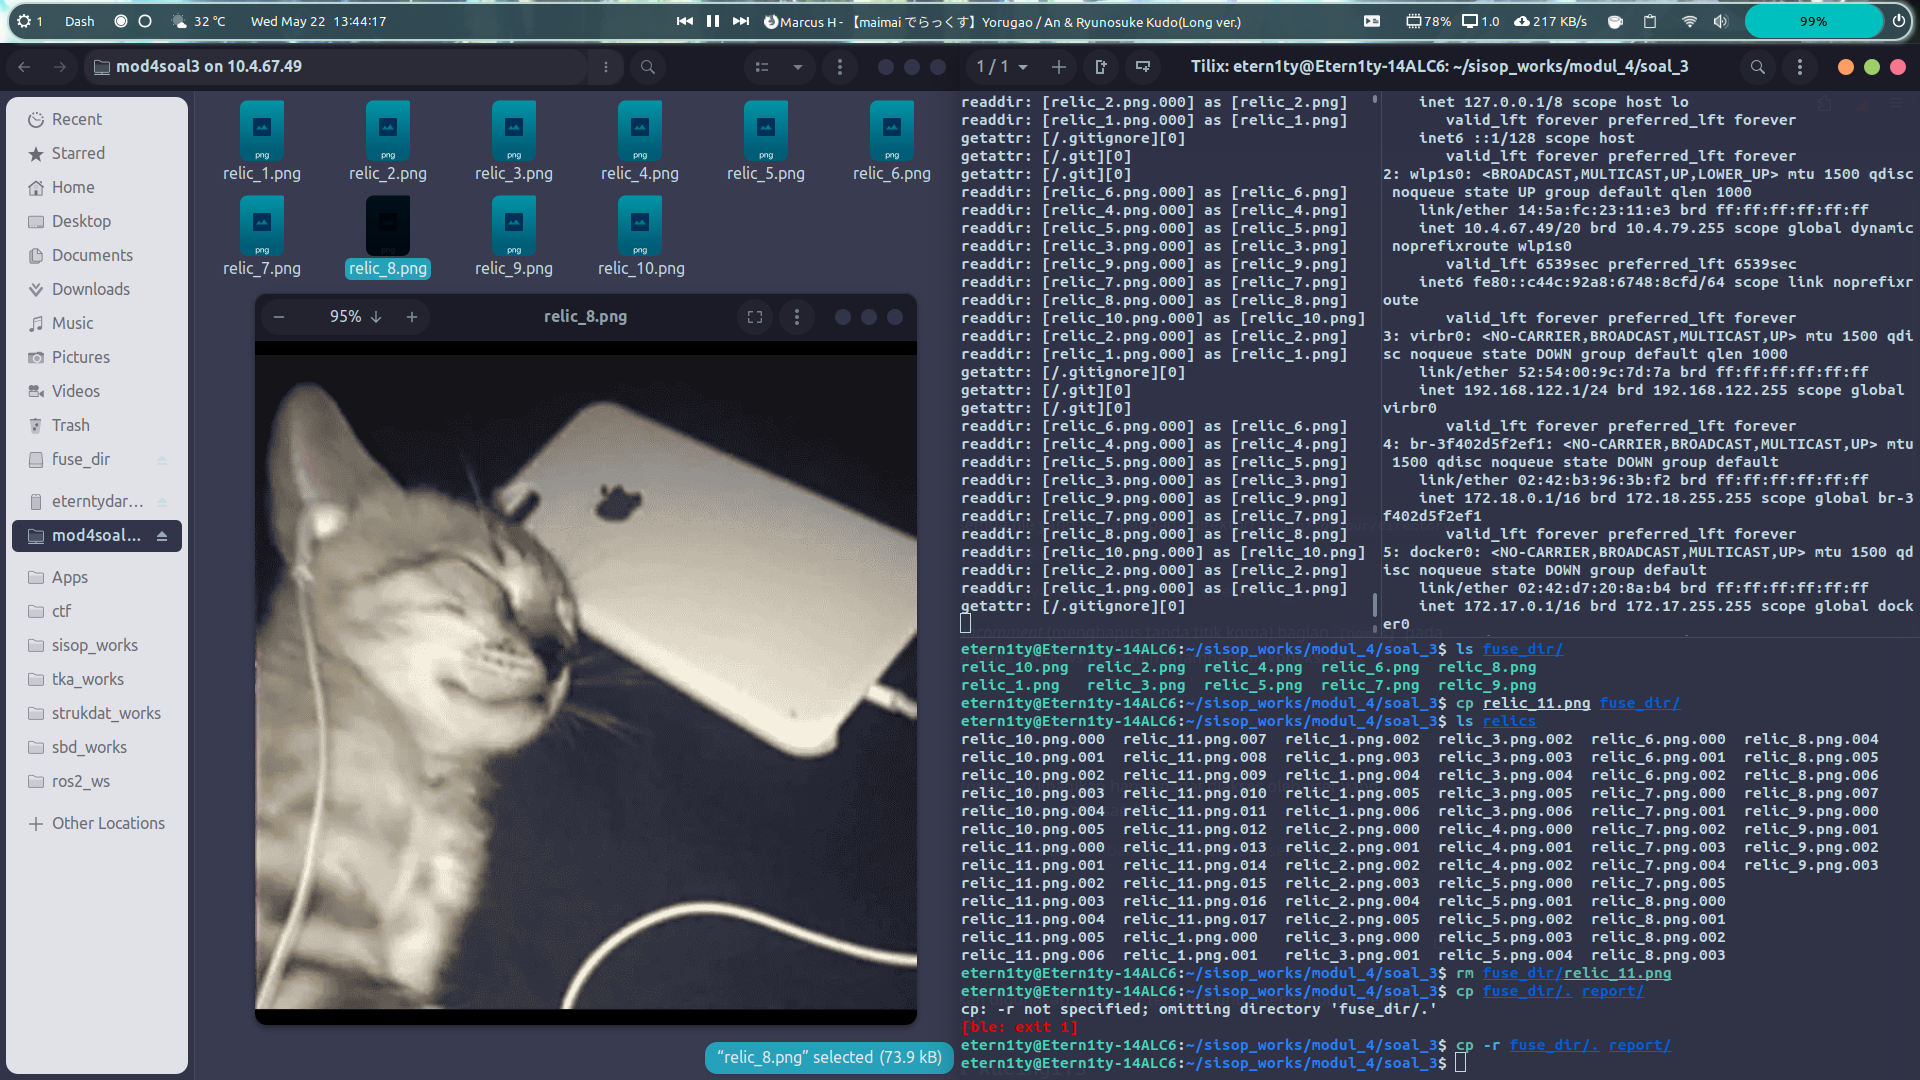 1 Dash 32 °C Wed May 22 13:44:17 Marcus H - 【maimai でらっくす】Yorugao / An & Ryunosuke Kudo(Long ver.) 78% 1.0 217 KB/s 99%
mod4soal3 on 10.4.67.49
Recent
Starred
Home
Desktop
Documents
Downloads
Music
Pictures
Videos
Trash
fuse_dir
eterntydar...
mod4soal...
Apps
ctf
sisop_works
tka_works
strukdat_works
sbd_works
ros2_ws
Other Locations
png png png png png png
relic_1.png relic_2.png relic_3.png relic_4.png relic_5.png relic_6.png
png png png png
relic_7.png relic_8.png relic_9.png relic_10.png
95% relic_8.png
“relic_8.png” selected (73.9 kB)
1 / 1 Tilix: etern1ty@Etern1ty-14ALC6: ~/sisop_works/modul_4/soal_3
readdir: [relic_2.png.000] as [relic_2.png]
readdir: [relic_1.png.000] as [relic_1.png]
getattr: [/.gitignore][0]
getattr: [/.git][0]
getattr: [/.git][0]
readdir: [relic_6.png.000] as [relic_6.png]
readdir: [relic_4.png.000] as [relic_4.png]
readdir: [relic_5.png.000] as [relic_5.png]
readdir: [relic_3.png.000] as [relic_3.png]
readdir: [relic_9.png.000] as [relic_9.png]
readdir: [relic_7.png.000] as [relic_7.png]
readdir: [relic_8.png.000] as [relic_8.png]
readdir: [relic_10.png.000] as [relic_10.png]
readdir: [relic_2.png.000] as [relic_2.png]
readdir: [relic_1.png.000] as [relic_1.png]
getattr: [/.gitignore][0]
getattr: [/.git][0]
getattr: [/.git][0]
readdir: [relic_6.png.000] as [relic_6.png]
readdir: [relic_4.png.000] as [relic_4.png]
readdir: [relic_5.png.000] as [relic_5.png]
readdir: [relic_3.png.000] as [relic_3.png]
readdir: [relic_9.png.000] as [relic_9.png]
readdir: [relic_7.png.000] as [relic_7.png]
readdir: [relic_8.png.000] as [relic_8.png]
readdir: [relic_10.png.000] as [relic_10.png]
readdir: [relic_2.png.000] as [relic_2.png]
readdir: [relic_1.png.000] as [relic_1.png]
getattr: [/.gitignore][0]
inet 127.0.0.1/8 scope host lo
valid_lft forever preferred_lft forever
inet6 ::1/128 scope host
valid_lft forever preferred_lft forever
2: wlp1s0: <BROADCAST,MULTICAST,UP,LOWER_UP> mtu 1500 qdisc
noqueue state UP group default qlen 1000
link/ether 14:5a:fc:23:11:e3 brd ff:ff:ff:ff:ff:ff
inet 10.4.67.49/20 brd 10.4.79.255 scope global dynamic
noprefixroute wlp1s0
valid_lft 6539sec preferred_lft 6539sec
inet6 fe80::c44c:92a8:6748:8cfd/64 scope link noprefixr
oute
valid_lft forever preferred_lft forever
3: virbr0: <NO-CARRIER,BROADCAST,MULTICAST,UP> mtu 1500 qdi
sc noqueue state DOWN group default qlen 1000
link/ether 52:54:00:9c:7d:7a brd ff:ff:ff:ff:ff:ff
inet 192.168.122.1/24 brd 192.168.122.255 scope global
virbr0
valid_lft forever preferred_lft forever
4: br-3f402d5f2ef1: <NO-CARRIER,BROADCAST,MULTICAST,UP> mtu
1500 qdisc noqueue state DOWN group default
link/ether 02:42:b3:96:3b:f2 brd ff:ff:ff:ff:ff:ff
inet 172.18.0.1/16 brd 172.18.255.255 scope global br-3
f402d5f2ef1
valid_lft forever preferred_lft forever
5: docker0: <NO-CARRIER,BROADCAST,MULTICAST,UP> mtu 1500 qd
isc noqueue state DOWN group default
link/ether 02:42:d7:20:8a:b4 brd ff:ff:ff:ff:ff:ff
inet 172.17.0.1/16 brd 172.17.255.255 scope global dock
er0
etern1ty@Etern1ty-14ALC6:~/sisop_works/modul_4/soal_3$ ls fuse_dir/
relic_10.png relic_2.png relic_4.png relic_6.png relic_8.png
relic_1.png relic_3.png relic_5.png relic_7.png relic_9.png
etern1ty@Etern1ty-14ALC6:~/sisop_works/modul_4/soal_3$ cp relic_11.png fuse_dir/
etern1ty@Etern1ty-14ALC6:~/sisop_works/modul_4/soal_3$ ls relics
relic_10.png.000 relic_11.png.007 relic_1.png.002 relic_3.png.002 relic_6.png.000 relic_8.png.004
relic_10.png.001 relic_11.png.008 relic_1.png.003 relic_3.png.003 relic_6.png.001 relic_8.png.005
relic_10.png.002 relic_11.png.009 relic_1.png.004 relic_3.png.004 relic_6.png.002 relic_8.png.006
relic_10.png.003 relic_11.png.010 relic_1.png.005 relic_3.png.005 relic_7.png.000 relic_8.png.007
relic_10.png.004 relic_11.png.011 relic_1.png.006 relic_3.png.006 relic_7.png.001 relic_9.png.000
relic_10.png.005 relic_11.png.012 relic_2.png.000 relic_4.png.000 relic_7.png.002 relic_9.png.001
relic_11.png.000 relic_11.png.013 relic_2.png.001 relic_4.png.001 relic_7.png.003 relic_9.png.002
relic_11.png.001 relic_11.png.014 relic_2.png.002 relic_4.png.002 relic_7.png.004 relic_9.png.003
relic_11.png.002 relic_11.png.015 relic_2.png.003 relic_5.png.000 relic_7.png.005
relic_11.png.003 relic_11.png.016 relic_2.png.004 relic_5.png.001 relic_8.png.000
relic_11.png.004 relic_11.png.017 relic_2.png.005 relic_5.png.002 relic_8.png.001
relic_11.png.005 relic_1.png.000 relic_3.png.000 relic_5.png.003 relic_8.png.002
relic_11.png.006 relic_1.png.001 relic_3.png.001 relic_5.png.004 relic_8.png.003
etern1ty@Etern1ty-14ALC6:~/sisop_works/modul_4/soal_3$ rm fuse_dir/relic_11.png
etern1ty@Etern1ty-14ALC6:~/sisop_works/modul_4/soal_3$ cp fuse_dir/. report/
cp: -r not specified; omitting directory 'fuse_dir/.'
[ble: exit 1]
etern1ty@Etern1ty-14ALC6:~/sisop_works/modul_4/soal_3$ cp -r fuse_dir/. report/
etern1ty@Etern1ty-14ALC6:~/sisop_works/modul_4/soal_3$